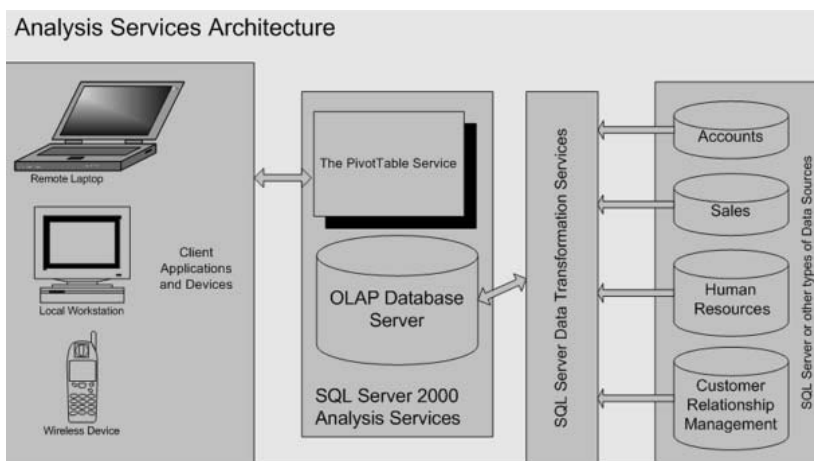 Analysis Services Architecture
Remote Laptop
Local Workstation
Wireless Device
Client
Applications
and Devices
The PivotTable Service
OLAP Database
Server
SQL Server 2000
Analysis Services
SQL Server Data Transformation Services
Accounts
Sales
Human
Resources
Customer
Relationship
Management
SQL Server or other types of Data Sources